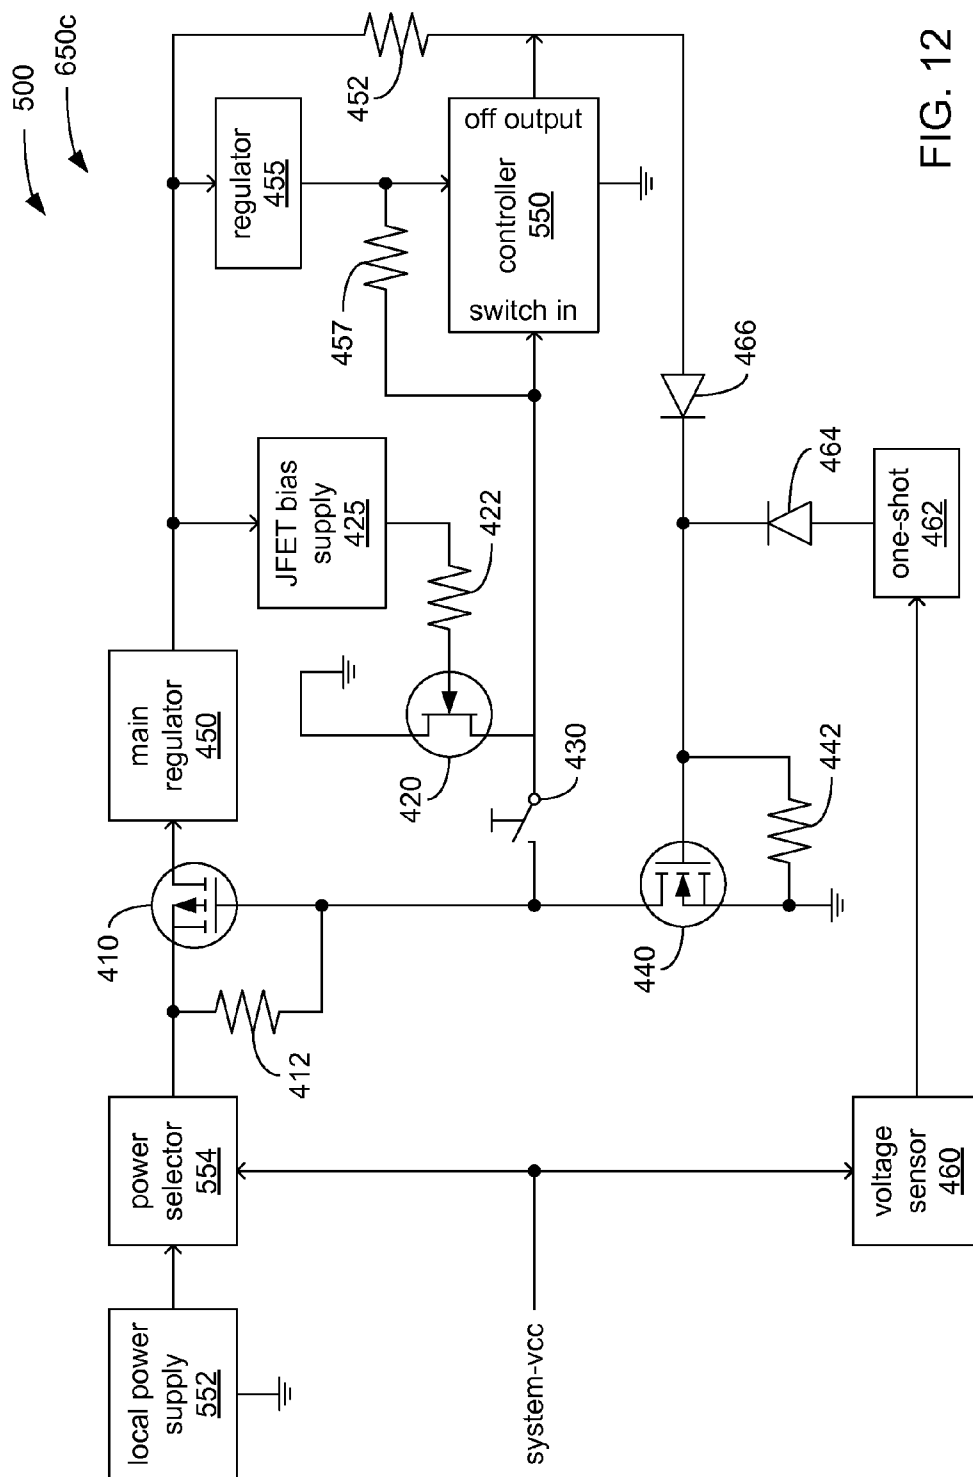 500
650c
local power
supply
552
power
selector
554
412
410
main
regulator
450
JFET bias
supply
425
422
420
430
regulator
455
457
452
switch in
controller
550
off output
system-vcc
440
442
466
464
one-shot
462
voltage
sensor
460
FIG. 12